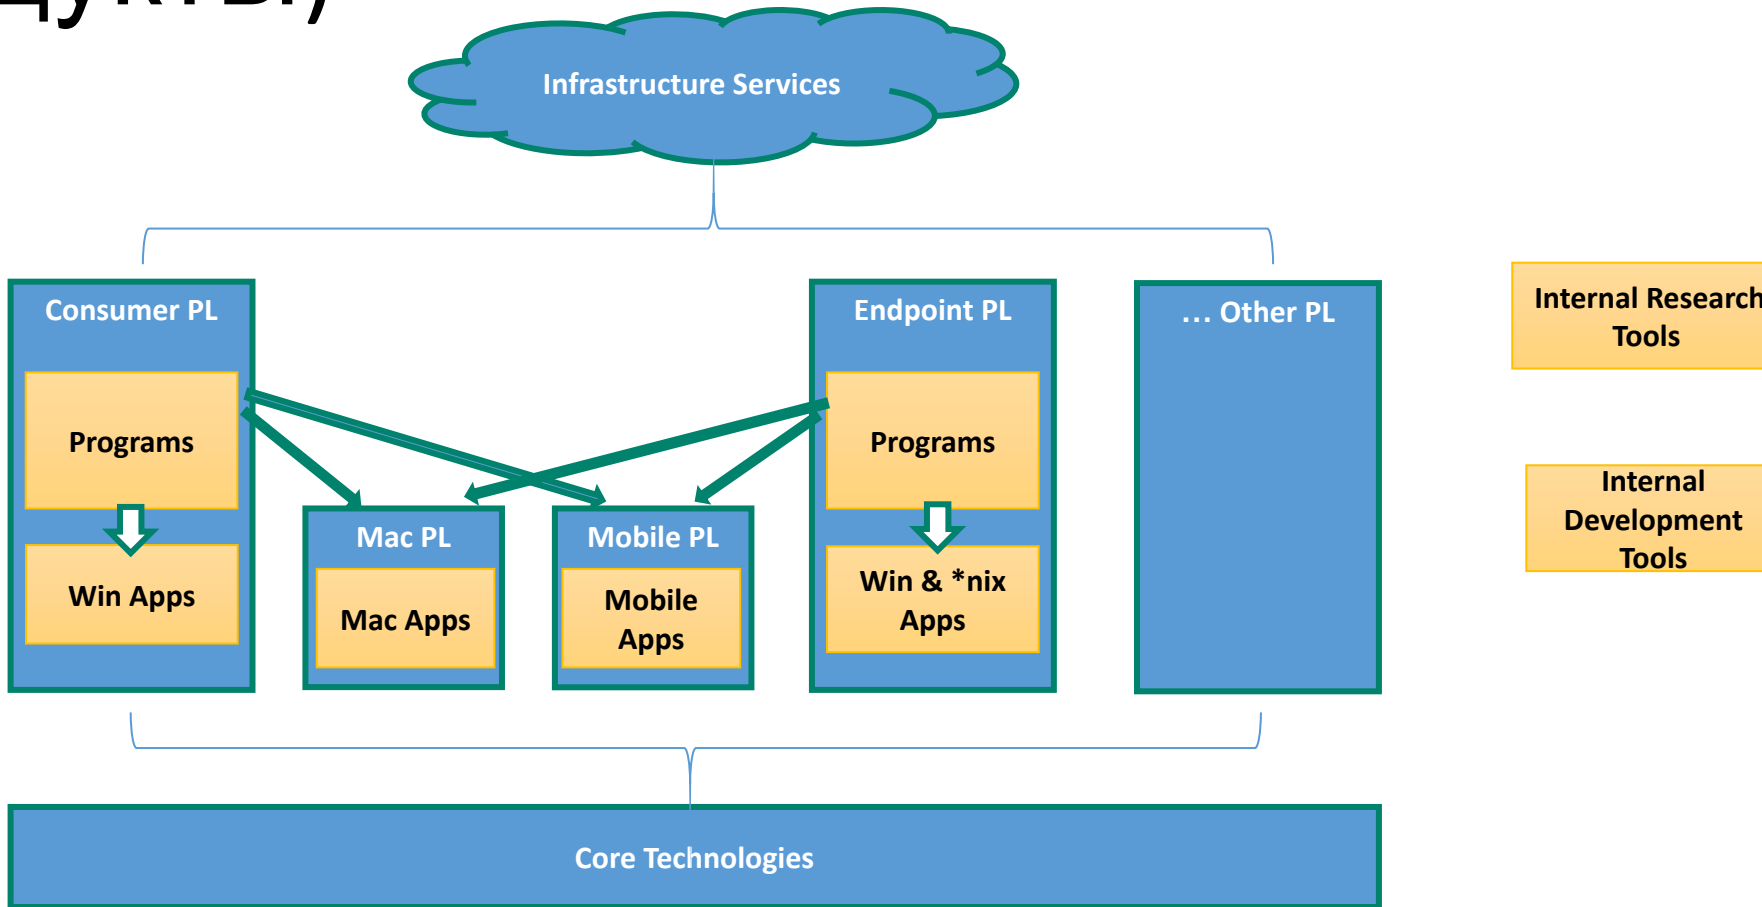 дукты)
Infrastructure Services
Consumer PL
Endpoint PL
... Other PL
Internal Research
Tools
Programs
Programs
Internal
Development
Tools
Mac PL
Mobile PL
Win Apps
Mac Apps
Mobile
Apps
Win & *nix
Apps
Core Technologies